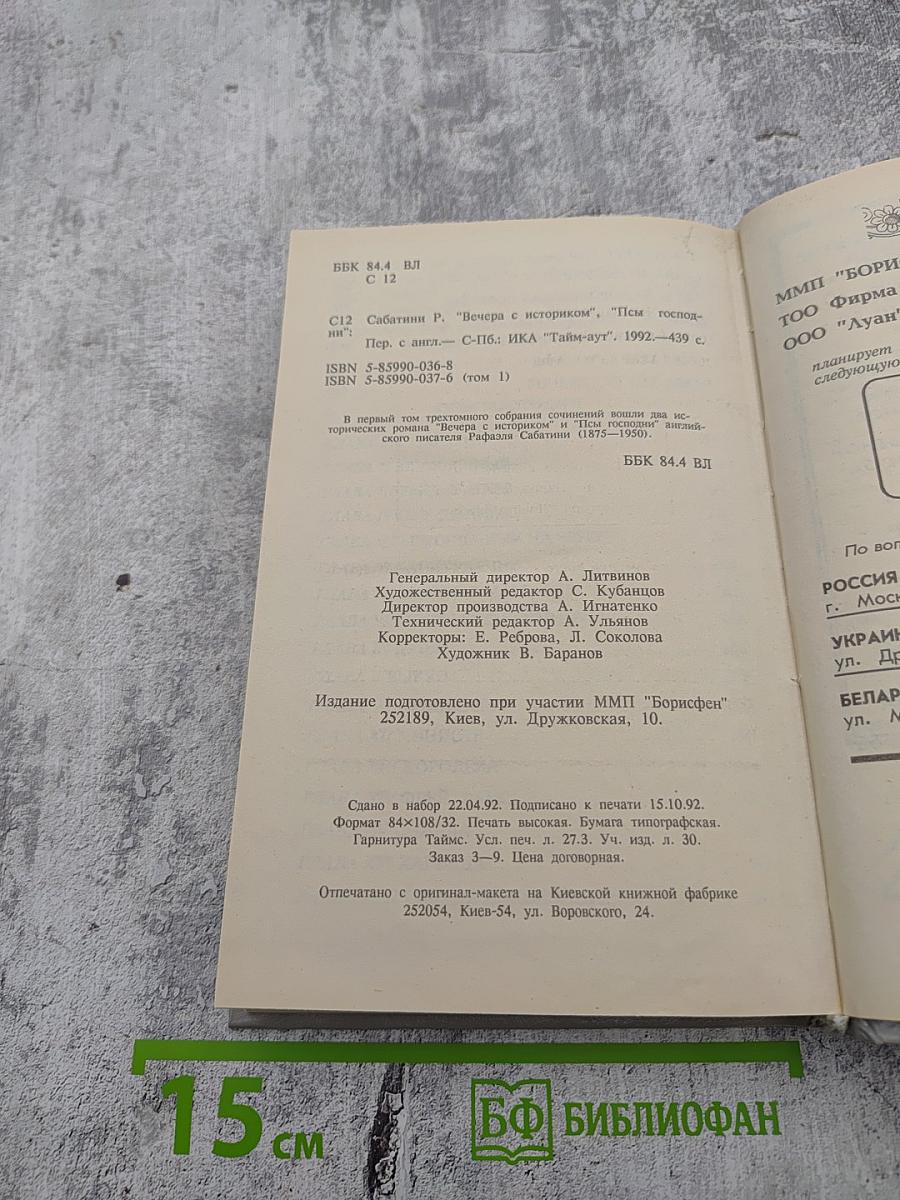 ББК 84.4 ВЛ
С 12
С12 Сабатини Р. "Вечера с историком", "Псы господ-
ни":
Пер. с англ.— С-Пб.: ИКА "Тайм-аут". 1992.—439 с.
ISBN 5-85990-036-8
ISBN 5-85990-037-6 (том 1)
В первый том трехтомного собрания сочинений вошли два ис-
торических романа "Вечера с историком" и "Псы господни" англий-
ского писателя Рафаэля Сабатини (1875—1950).
ББК 84.4 ВЛ
Генеральный директор А. Литвинов
Художественный редактор С. Кубанцов
Директор производства А. Игнатенко
Технический редактор А. Ульянов
Корректоры: Е. Реброва, Л. Соколова
Художник В. Баранов
Издание подготовлено при участии ММП "Борисфен"
252189, Киев, ул. Дружковская, 10.
Сдано в набор 22.04.92. Подписано к печати 15.10.92.
Формат 84×108/32. Печать высокая. Бумага типографская.
Гарнитура Таймс. Усл. печ. л. 27.3. Уч. изд. л. 30.
Заказ 3—9. Цена договорная.
Отпечатано с оригинал-макета на Киевской книжной фабрике
252054, Киев-54, ул. Воровского, 24.
ММП "БОРИ
ТОО Фирма
ООО "Луан"
планирует
следующую
По воп
РОССИЯ
г. Моск
УКРАИН
ул. Др
БЕЛАР
ул. М
15 см
БФ БИБЛИОФАН